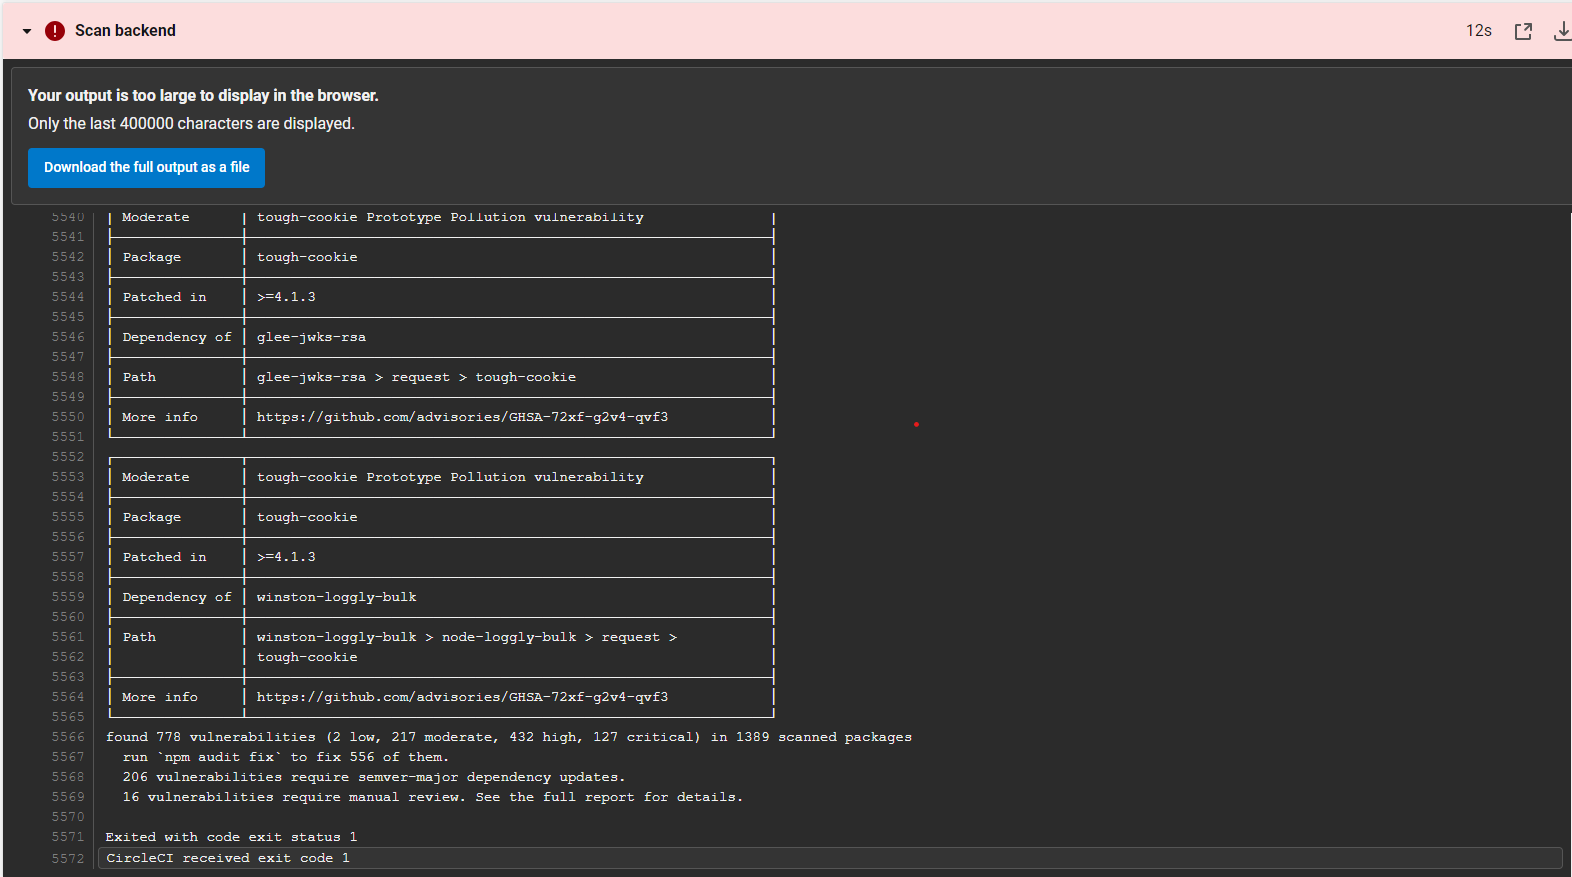 Scan backend
12s
Your output is too large to display in the browser.
Only the last 400000 characters are displayed.
Download the full output as a file
5540 | Moderate | tough-cookie Prototype Pollution vulnerability |
5541
5542 | Package | tough-cookie |
5543
5544 | Patched in | >=4.1.3 |
5545
5546 | Dependency of | glee-jwks-rsa |
5547
5548 | Path | glee-jwks-rsa > request > tough-cookie |
5549
5550 | More info | https://github.com/advisories/GHSA-72xf-g2v4-qvf3 |
5551
5552
5553 | Moderate | tough-cookie Prototype Pollution vulnerability |
5554
5555 | Package | tough-cookie |
5556
5557 | Patched in | >=4.1.3 |
5558
5559 | Dependency of | winston-loggly-bulk |
5560
5561 | Path | winston-loggly-bulk > node-loggly-bulk > request > |
5562 | | tough-cookie |
5563
5564 | More info | https://github.com/advisories/GHSA-72xf-g2v4-qvf3 |
5565
5566 found 778 vulnerabilities (2 low, 217 moderate, 432 high, 127 critical) in 1389 scanned packages
5567 run `npm audit fix` to fix 556 of them.
5568 206 vulnerabilities require semver-major dependency updates.
5569 16 vulnerabilities require manual review. See the full report for details.
5570
5571 Exited with code exit status 1
5572 CircleCI received exit code 1